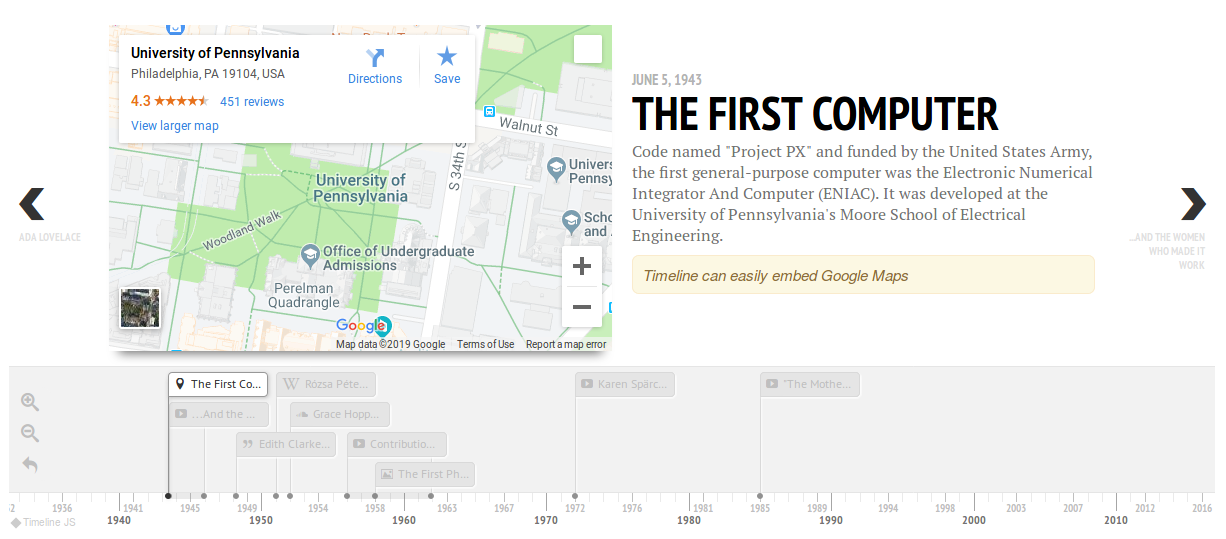 University of Pennsylvania
Philadelphia, PA 19104, USA
4.3
451 reviews
View larger map
Directions
Save
Walnut St
S 34th S
University of
Pennsylvania
Univers
Pennsy
Woodland Walk
Scho
and
Office of Undergraduate
Admissions
Perelman
Quadrangle
Google
Map data ©2019 Google
Terms of Use
Report a map error
JUNE 5, 1943
THE FIRST COMPUTER
Code named "Project PX" and funded by the United States Army,
the first general-purpose computer was the Electronic Numerical
Integrator And Computer (ENIAC). It was developed at the
University of Pennsylvania's Moore School of Electrical
Engineering.
Timeline can easily embed Google Maps
ADA LOVELACE
...AND THE WOMEN
WHO MADE IT
WORK
The First Co...
Rózsa Péte...
Karen Spärc...
"The Mothe...
...And the ...
Grace Hopp...
Edith Clarke...
Contributio...
The First Ph...
1936 1941 1945 1949 1954 1958 1963 1967 1972 1976 1981 1985 1989 1994 1998 2003 2007 2012 2016
1940 1950 1960 1970 1980 1990 2000 2010
Timeline JS